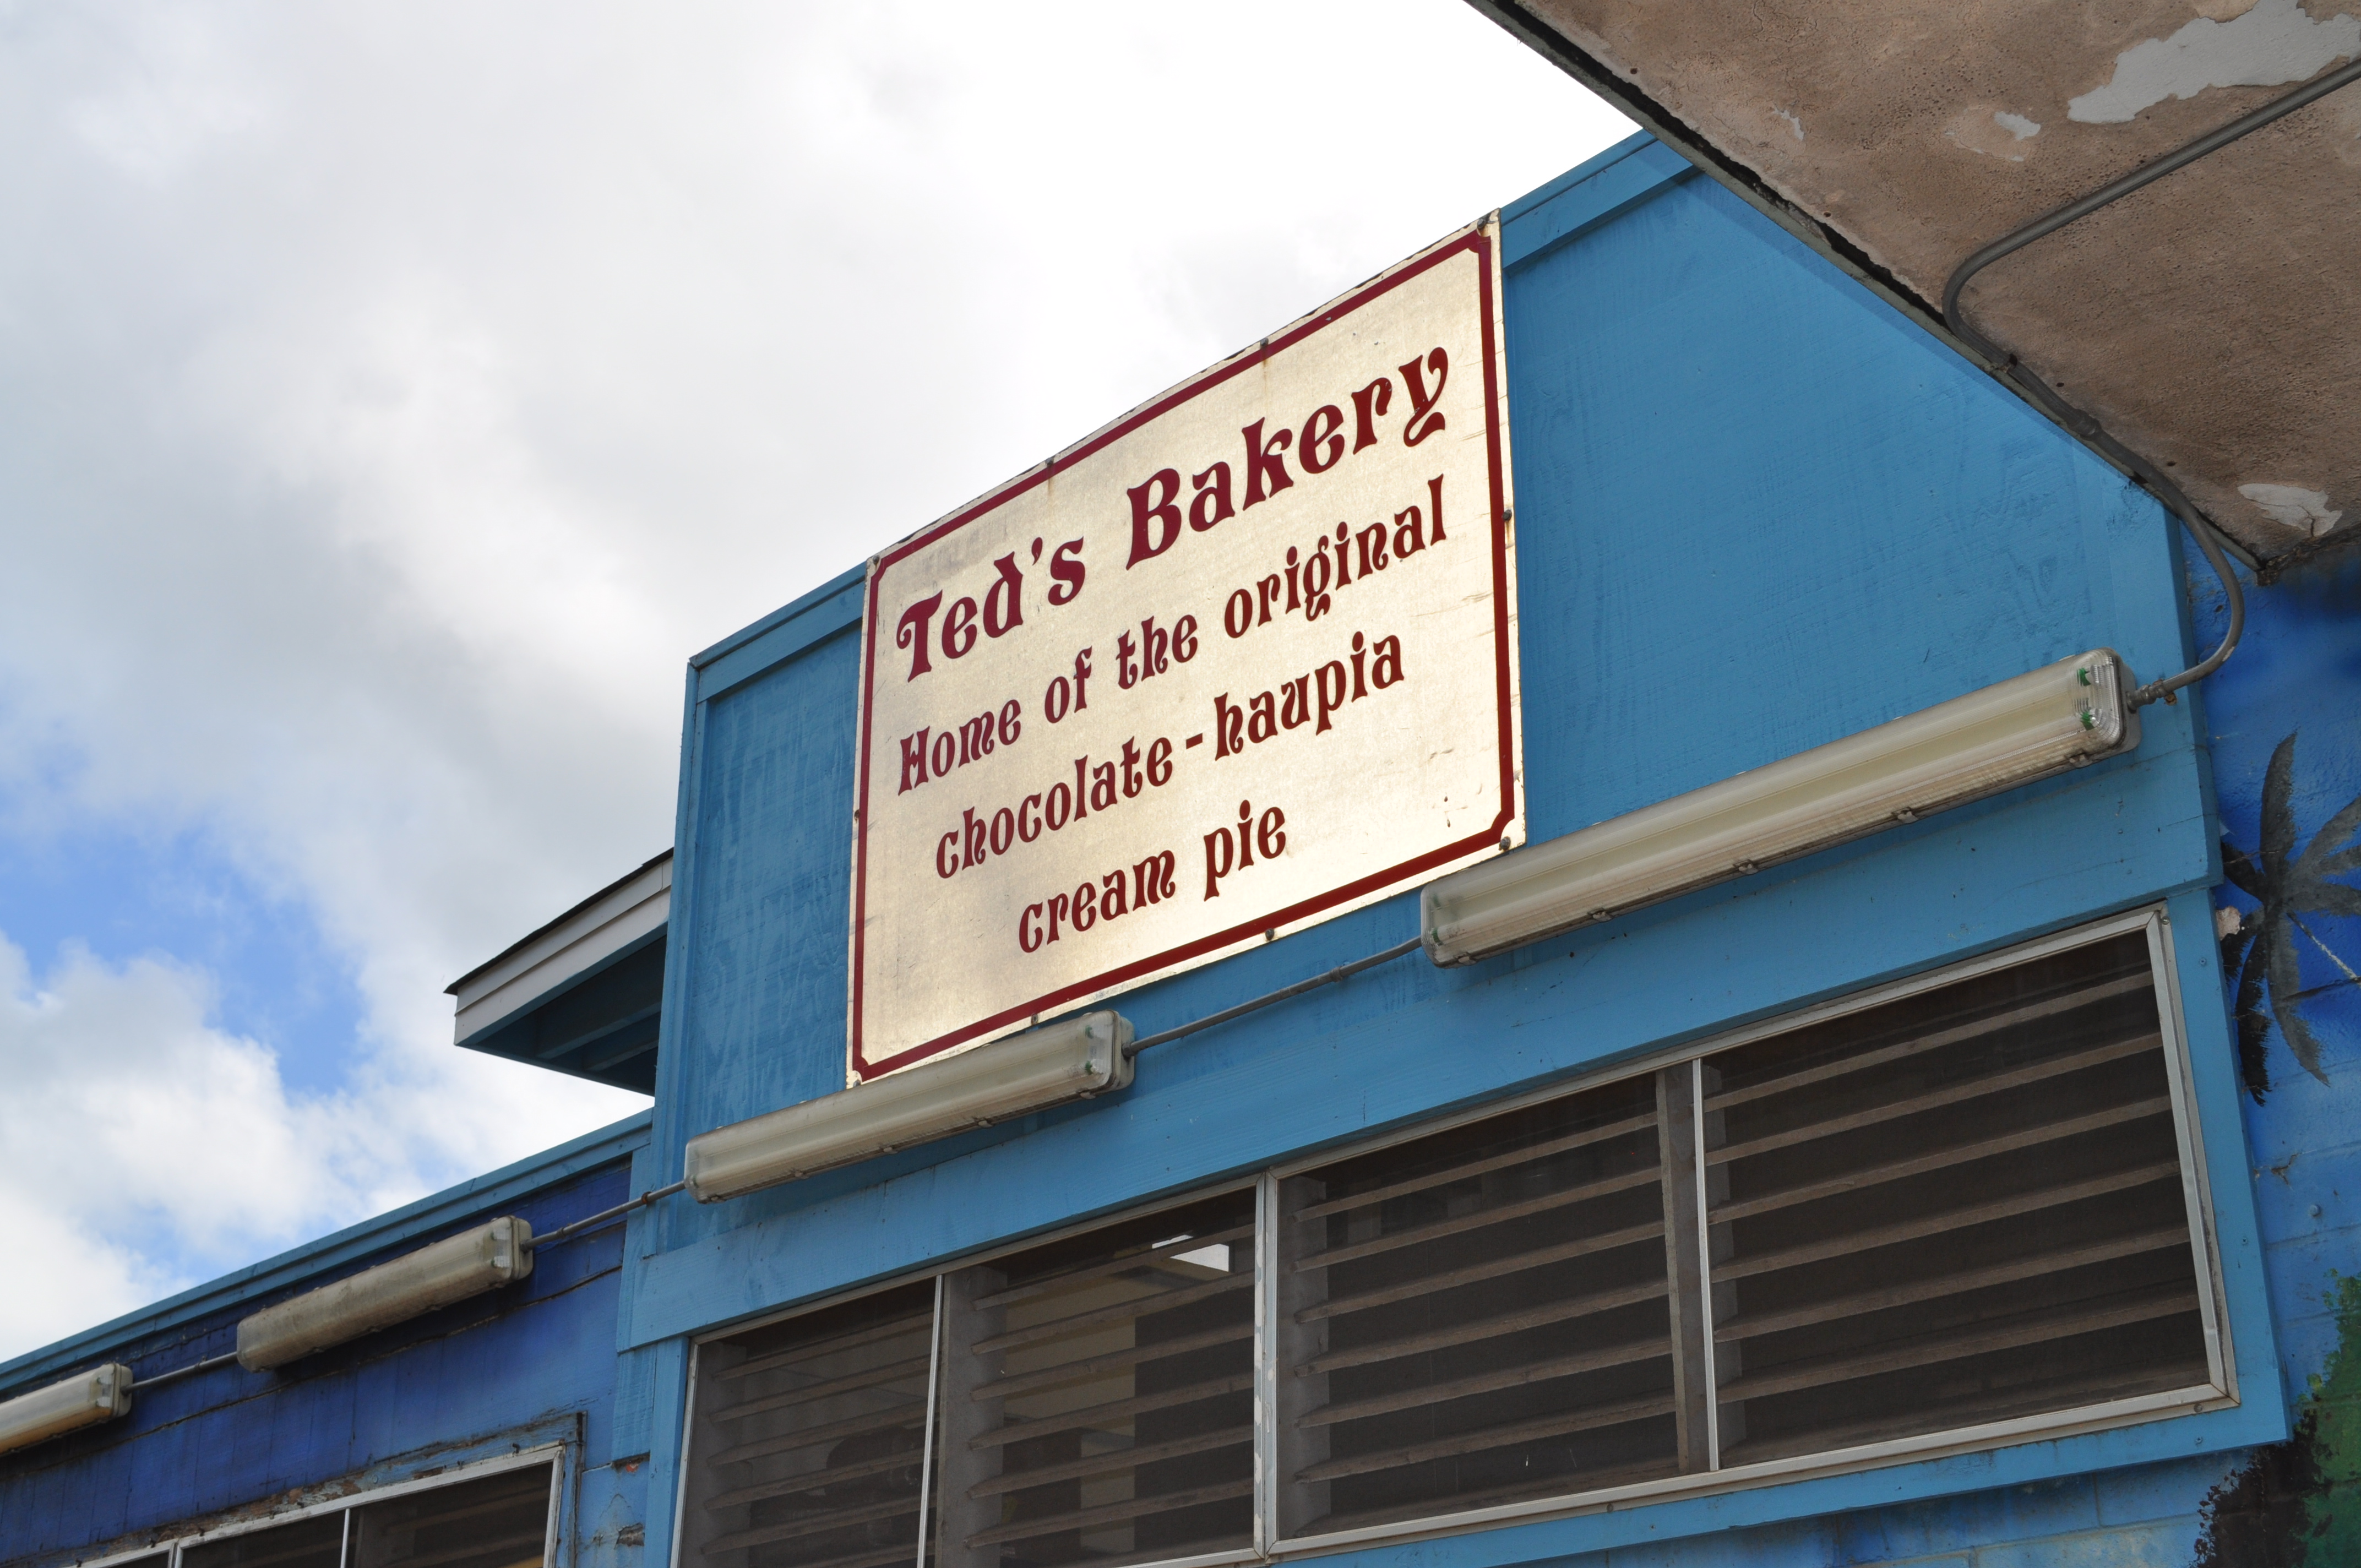 Ted's Bakery
Home of the original
chocolate-haupia
cream pie